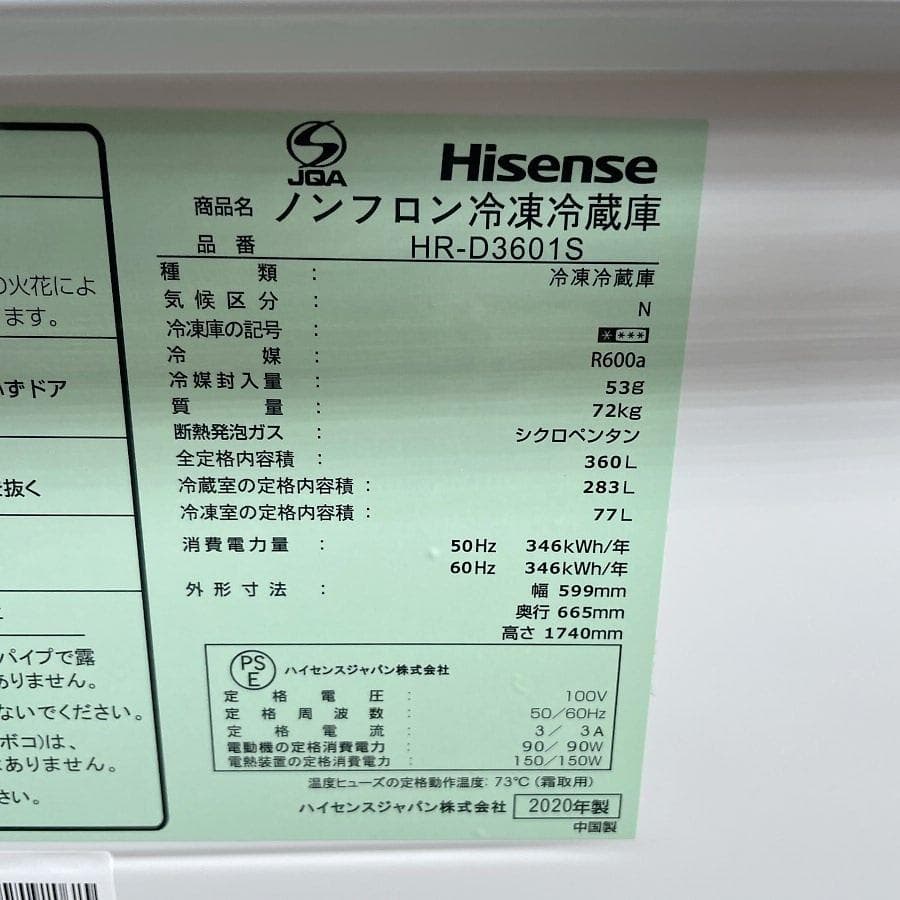 の火花によ
ます。
いずドア
を抜く
パイプで露
ありません。
ないでください。
ボコ)は、
はありません。
さい。
JQA
Hisense
商品名 ノンフロン冷凍冷蔵庫
品番 HR-D3601S
種類 : 冷凍冷蔵庫
気候区分 : N
冷凍庫の記号 : * ***
冷媒 : R600a
冷媒封入量 : 53g
質量 : 72kg
断熱発泡ガス : シクロペンタン
全定格内容積 : 360L
冷蔵室の定格内容積 : 283L
冷凍室の定格内容積 : 77L
消費電力量 : 50Hz 346kWh/年
60Hz 346kWh/年
外形寸法 : 幅 599mm
奥行 665mm
高さ 1740mm
PSE ハイセンスジャパン株式会社
定格電圧 : 100V
定格周波数 : 50/60Hz
定格電流 : 3/ 3A
電動機の定格消費電力 : 90/ 90W
電熱装置の定格消費電力 : 150/150W
温度ヒューズの定格動作温度: 73℃ (霜取用)
ハイセンスジャパン株式会社 2020年製
中国製